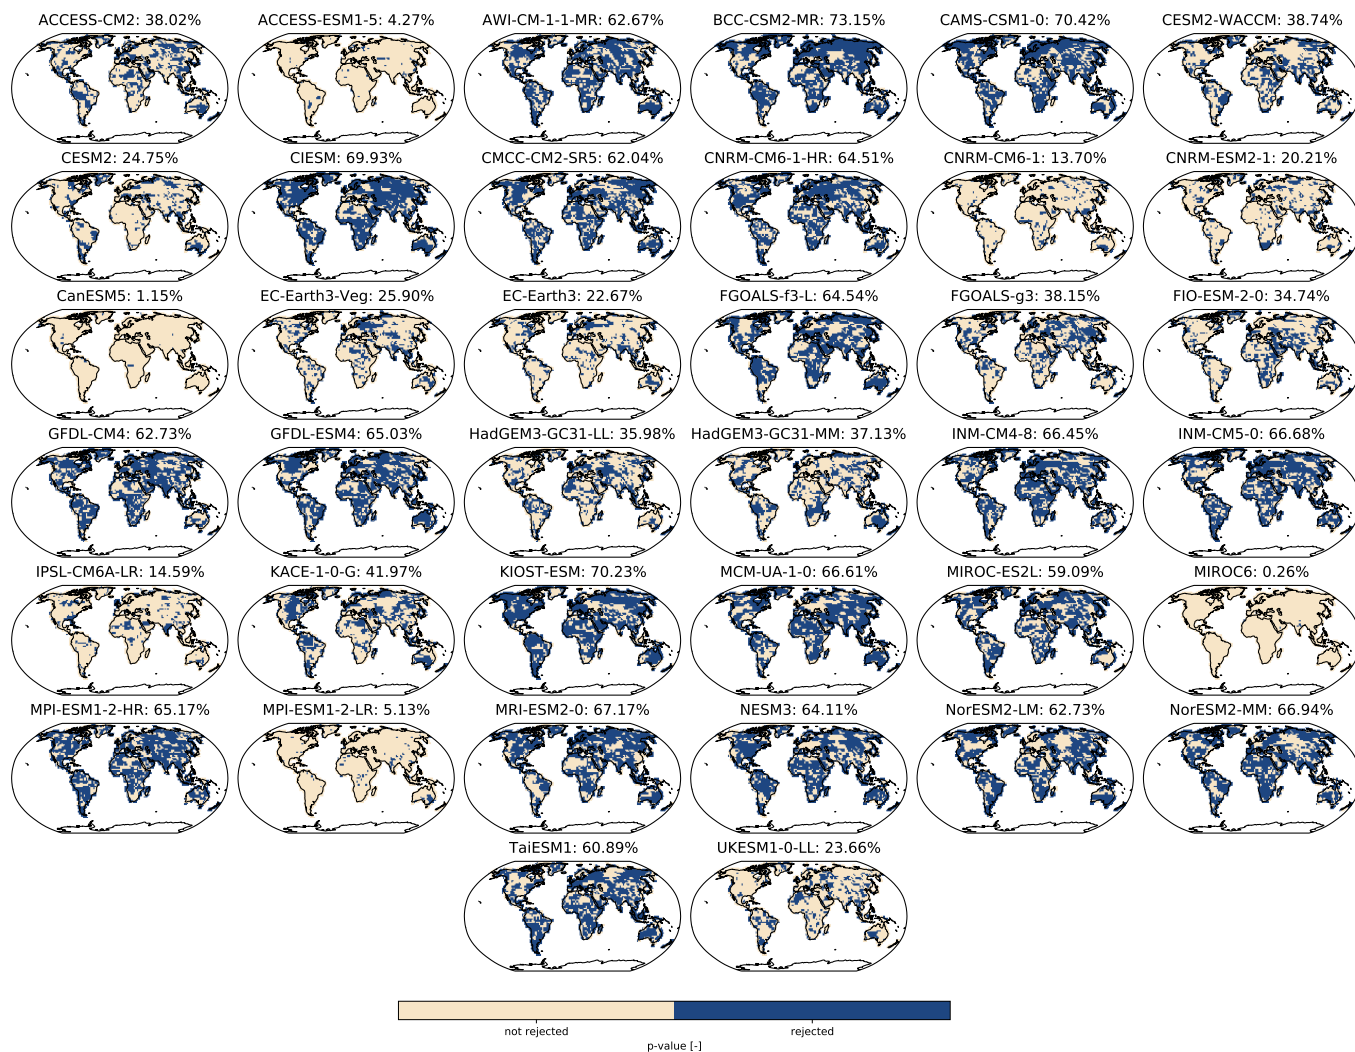 ACCESS-CM2: 38.02%
ACCESS-ESM1-5: 4.27%
AWI-CM-1-1-MR: 62.67%
BCC-CSM2-MR: 73.15%
CAMS-CSM1-0: 70.42%
CESM2-WACCM: 38.74%
CESM2: 24.75%
CIESM: 69.93%
CMCC-CM2-SR5: 62.04%
CNRM-CM6-1-HR: 64.51%
CNRM-CM6-1: 13.70%
CNRM-ESM2-1: 20.21%
CanESM5: 1.15%
EC-Earth3-Veg: 25.90%
EC-Earth3: 22.67%
FGOALS-f3-L: 64.54%
FGOALS-g3: 38.15%
FIO-ESM-2-0: 34.74%
GFDL-CM4: 62.73%
GFDL-ESM4: 65.03%
HadGEM3-GC31-LL: 35.98%
HadGEM3-GC31-MM: 37.13%
INM-CM4-8: 66.45%
INM-CM5-0: 66.68%
IPSL-CM6A-LR: 14.59%
KACE-1-0-G: 41.97%
KIOST-ESM: 70.23%
MCM-UA-1-0: 66.61%
MIROC-ES2L: 59.09%
MIROC6: 0.26%
MPI-ESM1-2-HR: 65.17%
MPI-ESM1-2-LR: 5.13%
MRI-ESM2-0: 67.17%
NESM3: 64.11%
NorESM2-LM: 62.73%
NorESM2-MM: 66.94%
TaiESM1: 60.89%
UKESM1-0-LL: 23.66%
not rejected
rejected
p-value [-]